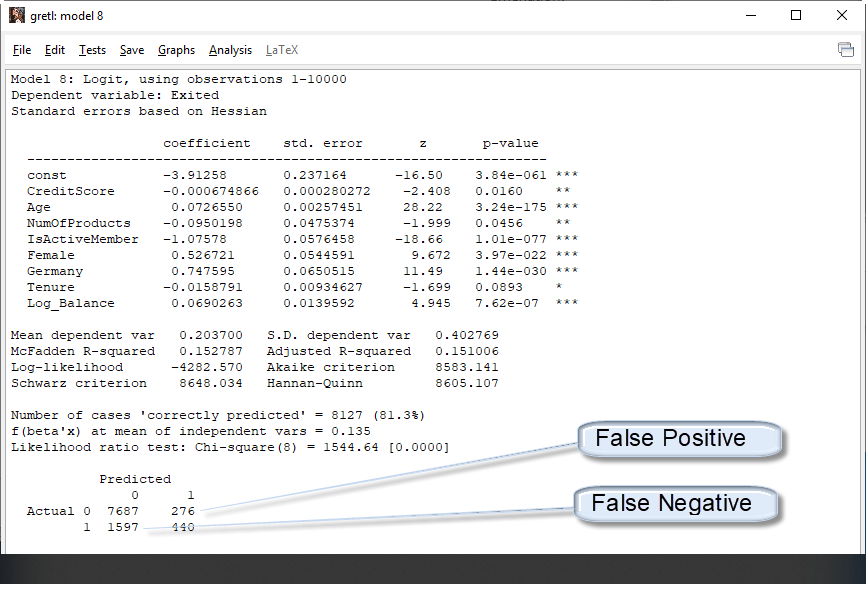 gretl: model 8
File Edit Tests Save Graphs Analysis LaTeX
Model 8: Logit, using observations 1-10000
Dependent variable: Exited
Standard errors based on Hessian
coefficient std. error z p-value
---------------------------------------------------------------
const -3.91258 0.237164 -16.50 3.84e-061 ***
CreditScore -0.000674866 0.000280272 -2.408 0.0160 **
Age 0.0726550 0.00257451 28.22 3.24e-175 ***
NumOfProducts -0.0950198 0.0475374 -1.999 0.0456 **
IsActiveMember -1.07578 0.0576458 -18.66 1.01e-077 ***
Female 0.526721 0.0544591 9.672 3.97e-022 ***
Germany 0.747595 0.0650515 11.49 1.44e-030 ***
Tenure -0.0158791 0.00934627 -1.699 0.0893 *
Log_Balance 0.0690263 0.0139592 4.945 7.62e-07 ***
Mean dependent var 0.203700 S.D. dependent var 0.402769
McFadden R-squared 0.152787 Adjusted R-squared 0.151006
Log-likelihood -4282.570 Akaike criterion 8583.141
Schwarz criterion 8648.034 Hannan-Quinn 8605.107
Number of cases 'correctly predicted' = 8127 (81.3%)
f(beta'x) at mean of independent vars = 0.135
Likelihood ratio test: Chi-square(8) = 1544.64 [0.0000]
False Positive
Predicted
0 1
Actual 0 7687 276
False Negative
1 1597 440